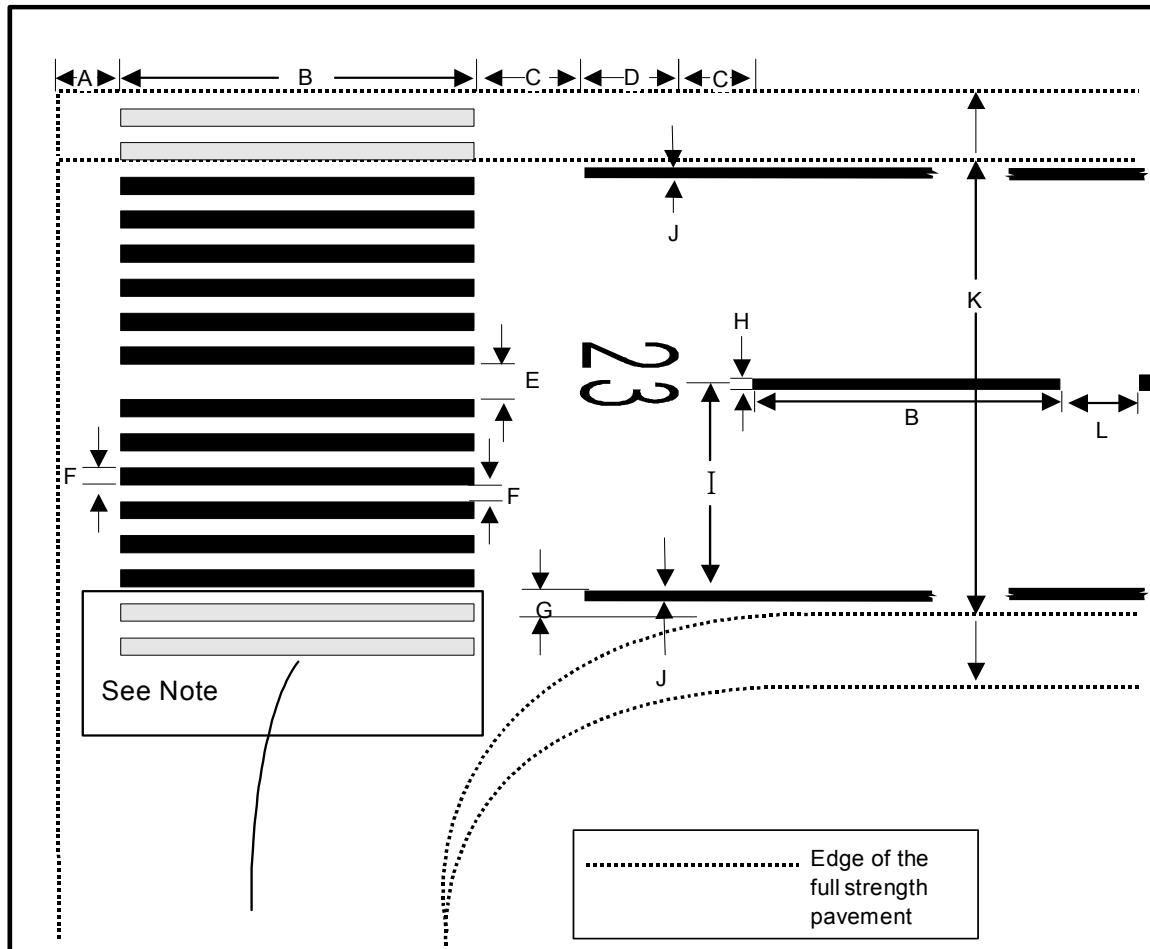 A B C D C
J
K
H
E
23
B
L
F
F
I
G
J
See Note
Edge of the
full strength
pavement